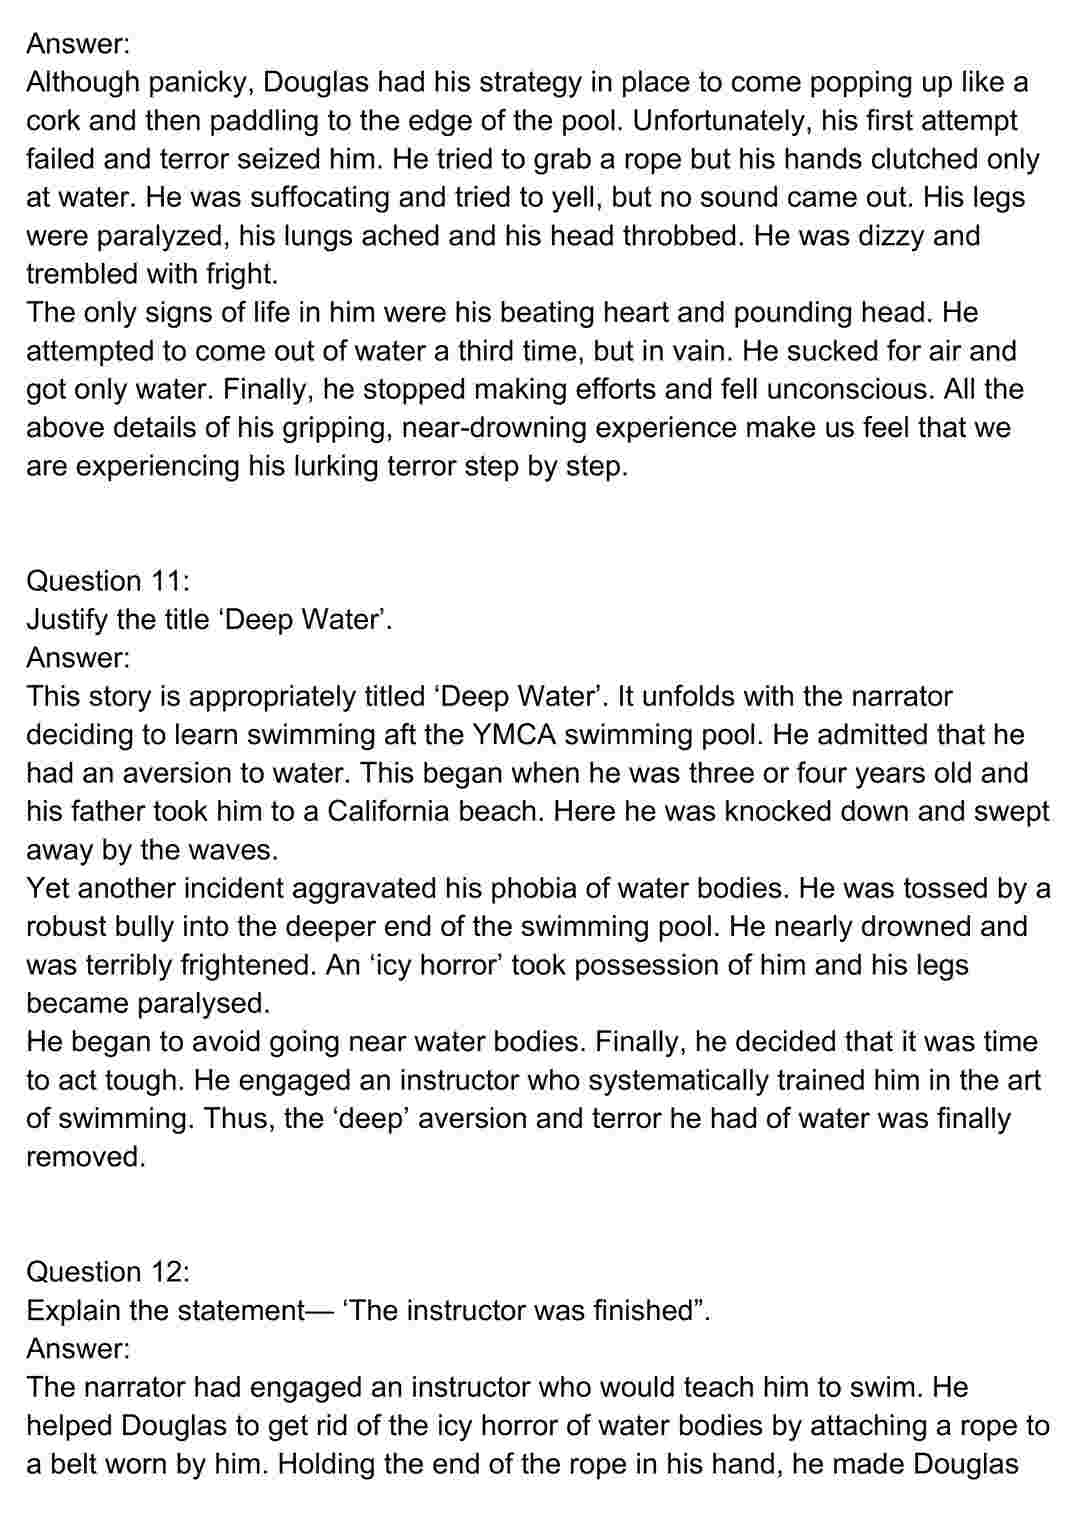 Answer:
Although panicky, Douglas had his strategy in place to come popping up like a
cork and then paddling to the edge of the pool. Unfortunately, his first attempt
failed and terror seized him. He tried to grab a rope but his hands clutched only
at water. He was suffocating and tried to yell, but no sound came out. His legs
were paralyzed, his lungs ached and his head throbbed. He was dizzy and
trembled with fright.
The only signs of life in him were his beating heart and pounding head. He
attempted to come out of water a third time, but in vain. He sucked for air and
got only water. Finally, he stopped making efforts and fell unconscious. All the
above details of his gripping, near-drowning experience make us feel that we
are experiencing his lurking terror step by step.
Question 11:
Justify the title ‘Deep Water’.
Answer:
This story is appropriately titled ‘Deep Water’. It unfolds with the narrator
deciding to learn swimming aft the YMCA swimming pool. He admitted that he
had an aversion to water. This began when he was three or four years old and
his father took him to a California beach. Here he was knocked down and swept
away by the waves.
Yet another incident aggravated his phobia of water bodies. He was tossed by a
robust bully into the deeper end of the swimming pool. He nearly drowned and
was terribly frightened. An ‘icy horror’ took possession of him and his legs
became paralysed.
He began to avoid going near water bodies. Finally, he decided that it was time
to act tough. He engaged an instructor who systematically trained him in the art
of swimming. Thus, the ‘deep’ aversion and terror he had of water was finally
removed.
Question 12:
Explain the statement— ‘The instructor was finished”.
Answer:
The narrator had engaged an instructor who would teach him to swim. He
helped Douglas to get rid of the icy horror of water bodies by attaching a rope to
a belt worn by him. Holding the end of the rope in his hand, he made Douglas